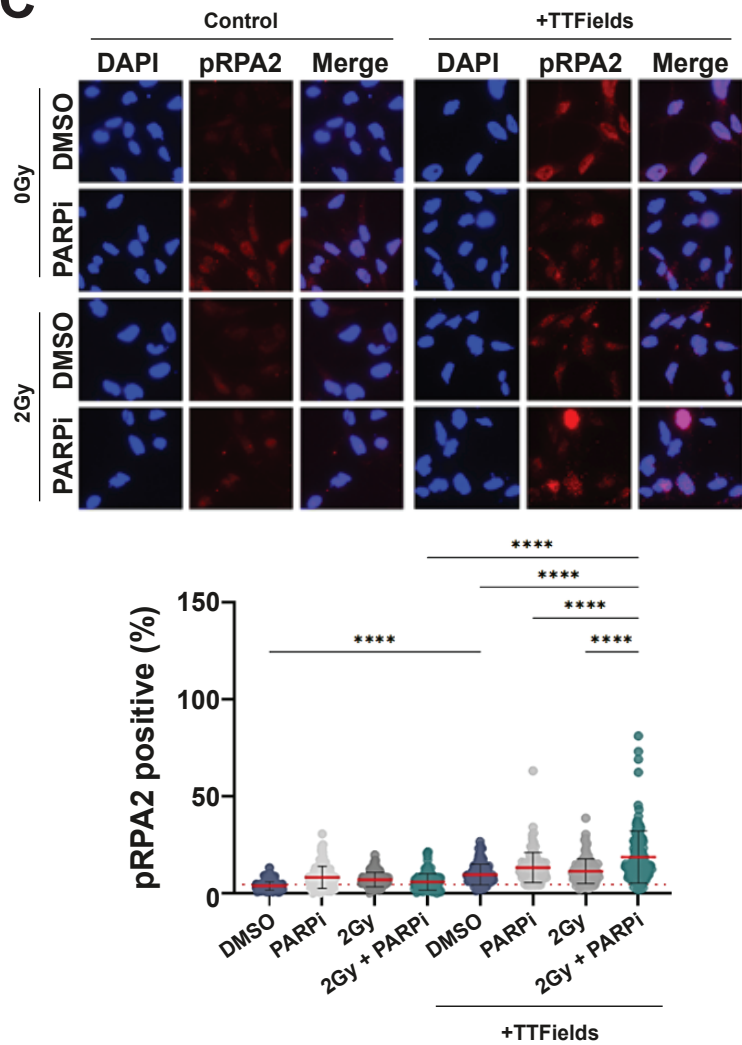 C
Control +TTFields
DAPI pRPA2 Merge DAPI pRPA2 Merge
0Gy
DMSO
PARPi
2Gy
DMSO
PARPi
****
****
****
**** ****
pRPA2 positive (%)
150
100
50
0
DMSO PARPi 2Gy 2Gy + PARPi DMSO PARPi 2Gy 2Gy + PARPi
+TTFields